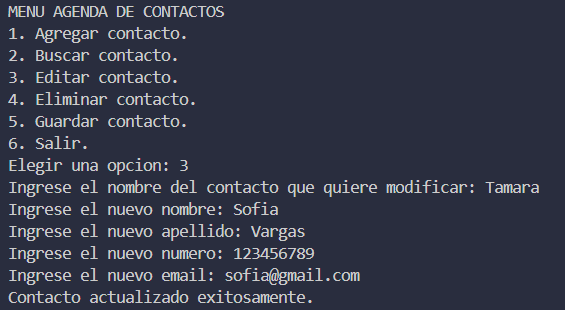 MENU AGENDA DE CONTACTOS
1. Agregar contacto.
2. Buscar contacto.
3. Editar contacto.
4. Eliminar contacto.
5. Guardar contacto.
6. Salir.
Elegir una opcion: 3
Ingrese el nombre del contacto que quiere modificar: Tamara
Ingrese el nuevo nombre: Sofia
Ingrese el nuevo apellido: Vargas
Ingrese el nuevo numero: 123456789
Ingrese el nuevo email: sofia@gmail.com
Contacto actualizado exitosamente.